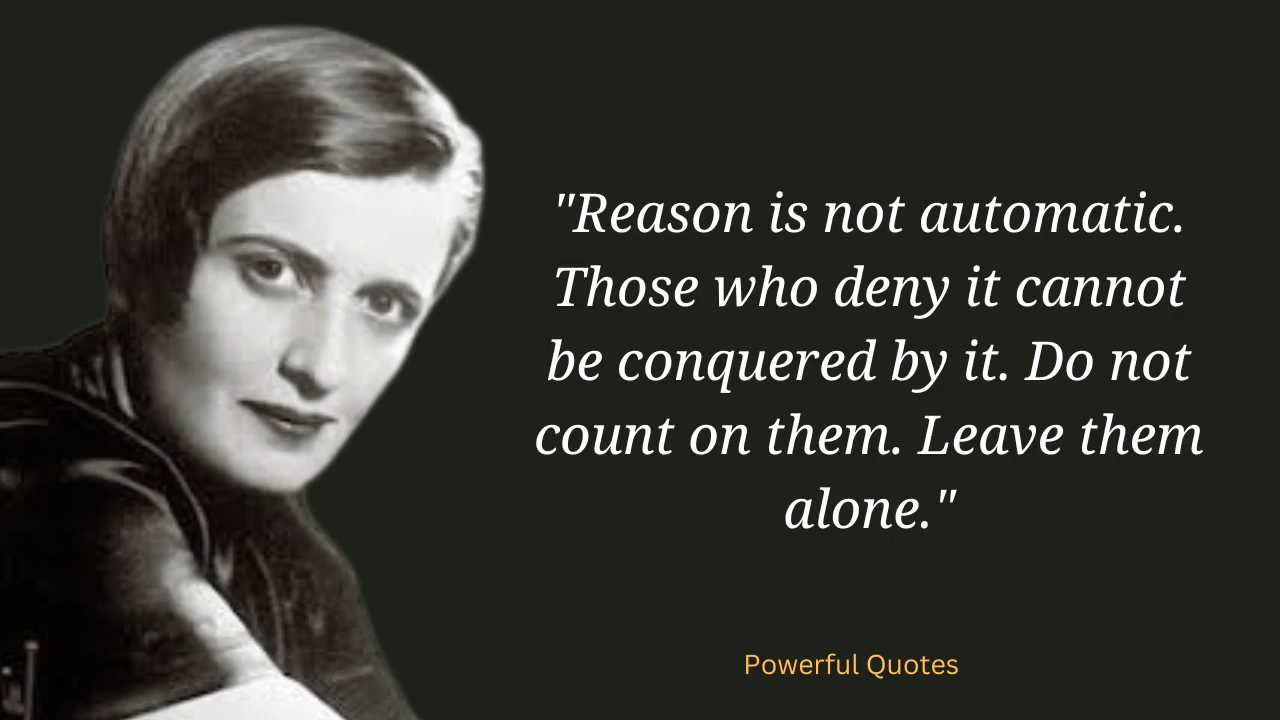 "Reason is not automatic.
Those who deny it cannot
be conquered by it. Do not
count on them. Leave them
alone."
Powerful Quotes